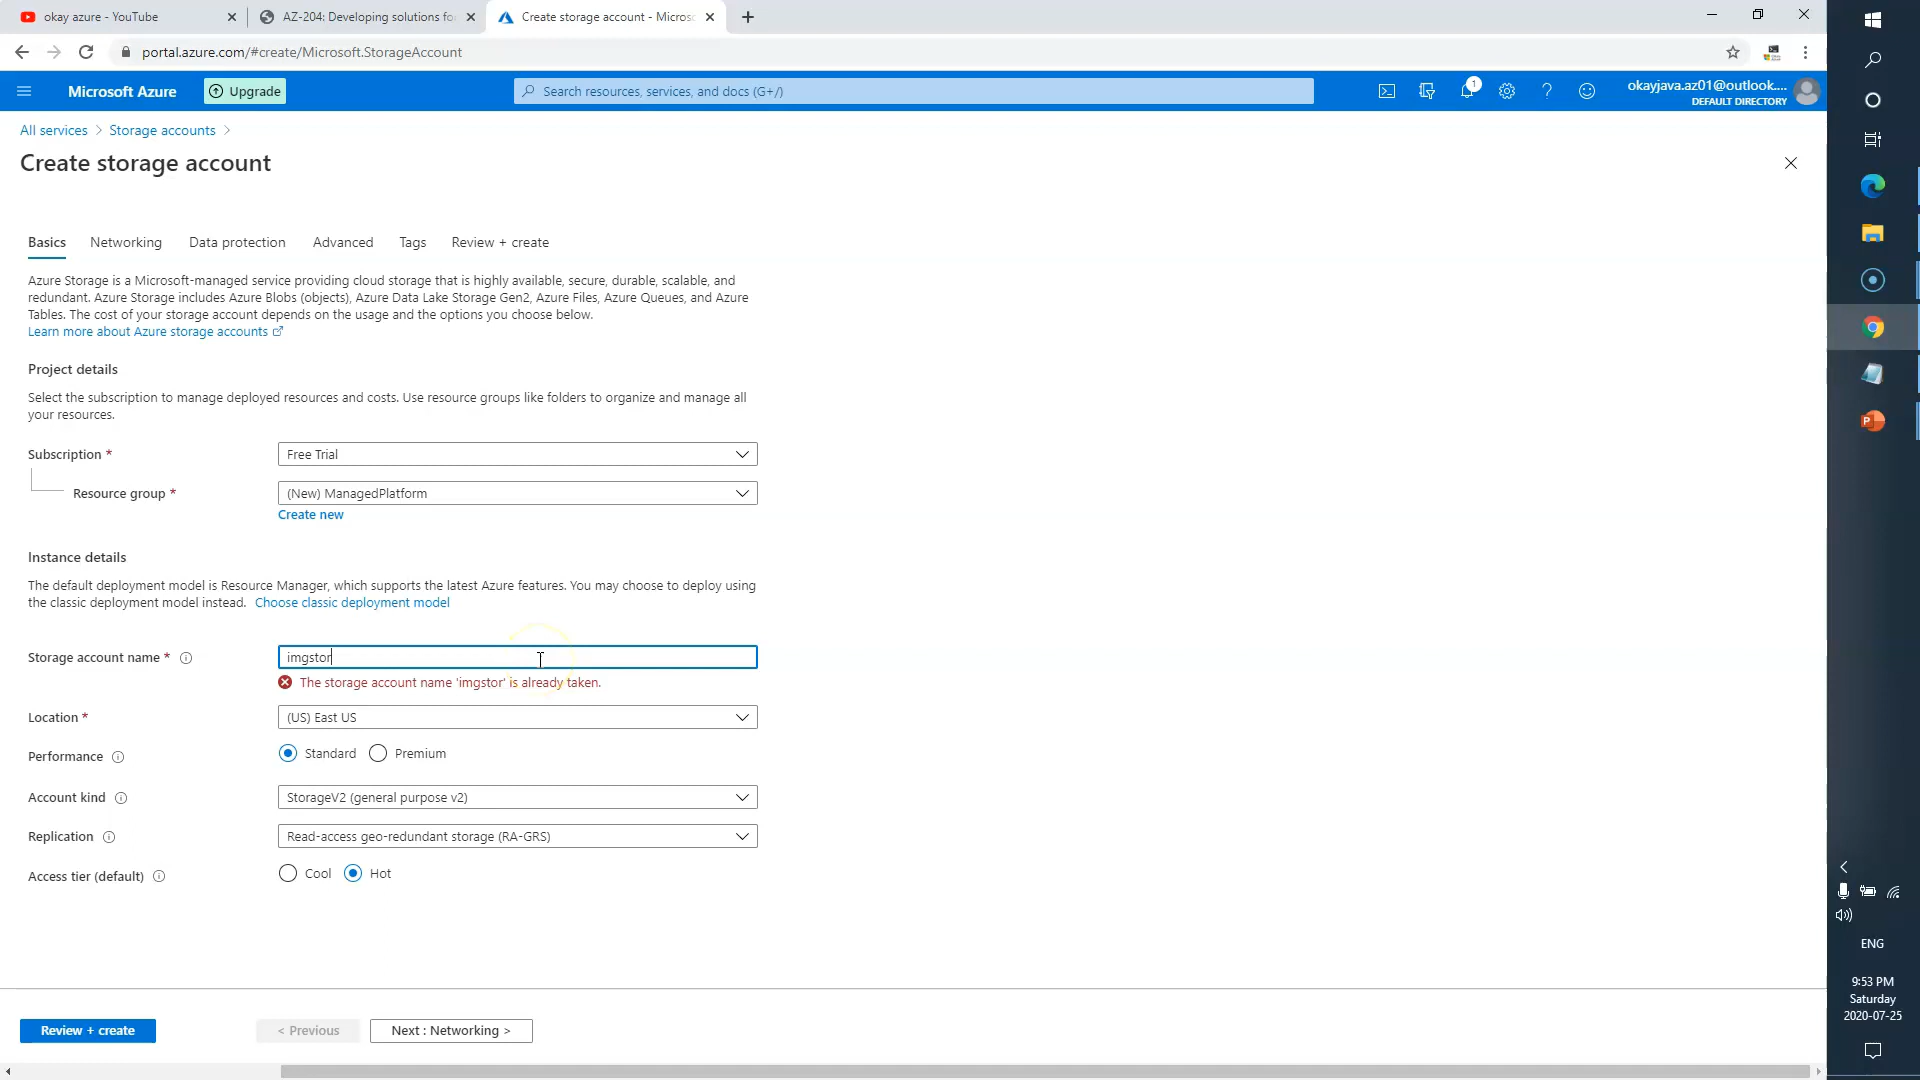 okay azure - YouTube
AZ-204: Developing solutions fo
Create storage account - Micros
portal.azure.com/#create/Microsoft.StorageAccount
Microsoft Azure
Upgrade
Search resources, services, and docs (G+/)
1
okayjava.az01@outlook....
DEFAULT DIRECTORY
All services > Storage accounts >
Create storage account
Basics
Networking
Data protection
Advanced
Tags
Review + create
Azure Storage is a Microsoft-managed service providing cloud storage that is highly available, secure, durable, scalable, and
redundant. Azure Storage includes Azure Blobs (objects), Azure Data Lake Storage Gen2, Azure Files, Azure Queues, and Azure
Tables. The cost of your storage account depends on the usage and the options you choose below.
Learn more about Azure storage accounts
Project details
Select the subscription to manage deployed resources and costs. Use resource groups like folders to organize and manage all
your resources.
Subscription *
Free Trial
Resource group *
(New) ManagedPlatform
Create new
Instance details
The default deployment model is Resource Manager, which supports the latest Azure features. You may choose to deploy using
the classic deployment model instead. Choose classic deployment model
Storage account name *
imgstor
The storage account name 'imgstor' is already taken.
Location *
(US) East US
Performance
Standard
Premium
Account kind
StorageV2 (general purpose v2)
Replication
Read-access geo-redundant storage (RA-GRS)
Access tier (default)
Cool
Hot
Review + create
< Previous
Next : Networking >
ENG
9:53 PM
Saturday
2020-07-25